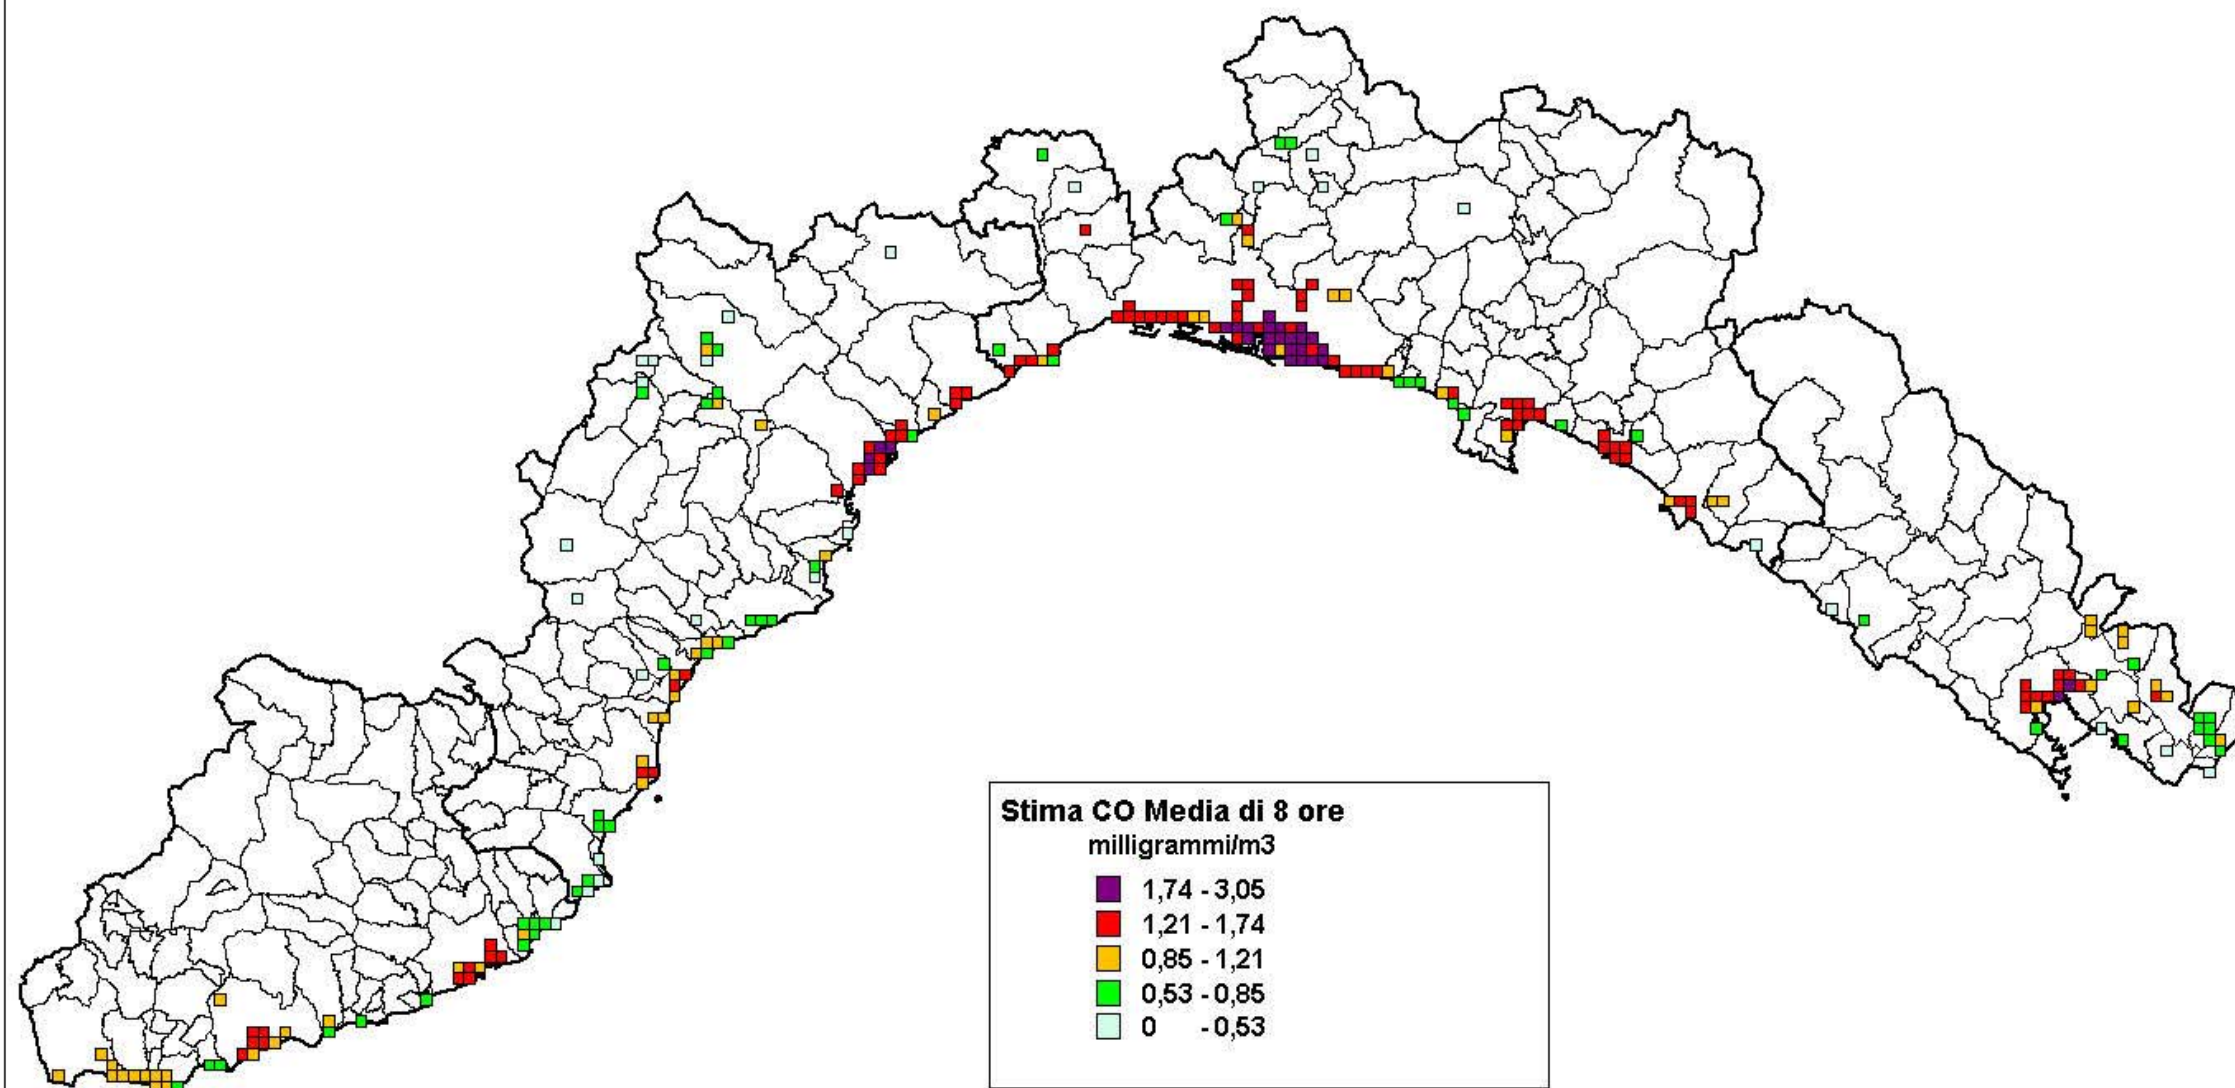 Stima CO Media di 8 ore
milligrammi/m3
1,74 - 3,05
1,21 - 1,74
0,85 - 1,21
0,53 - 0,85
0 - 0,53